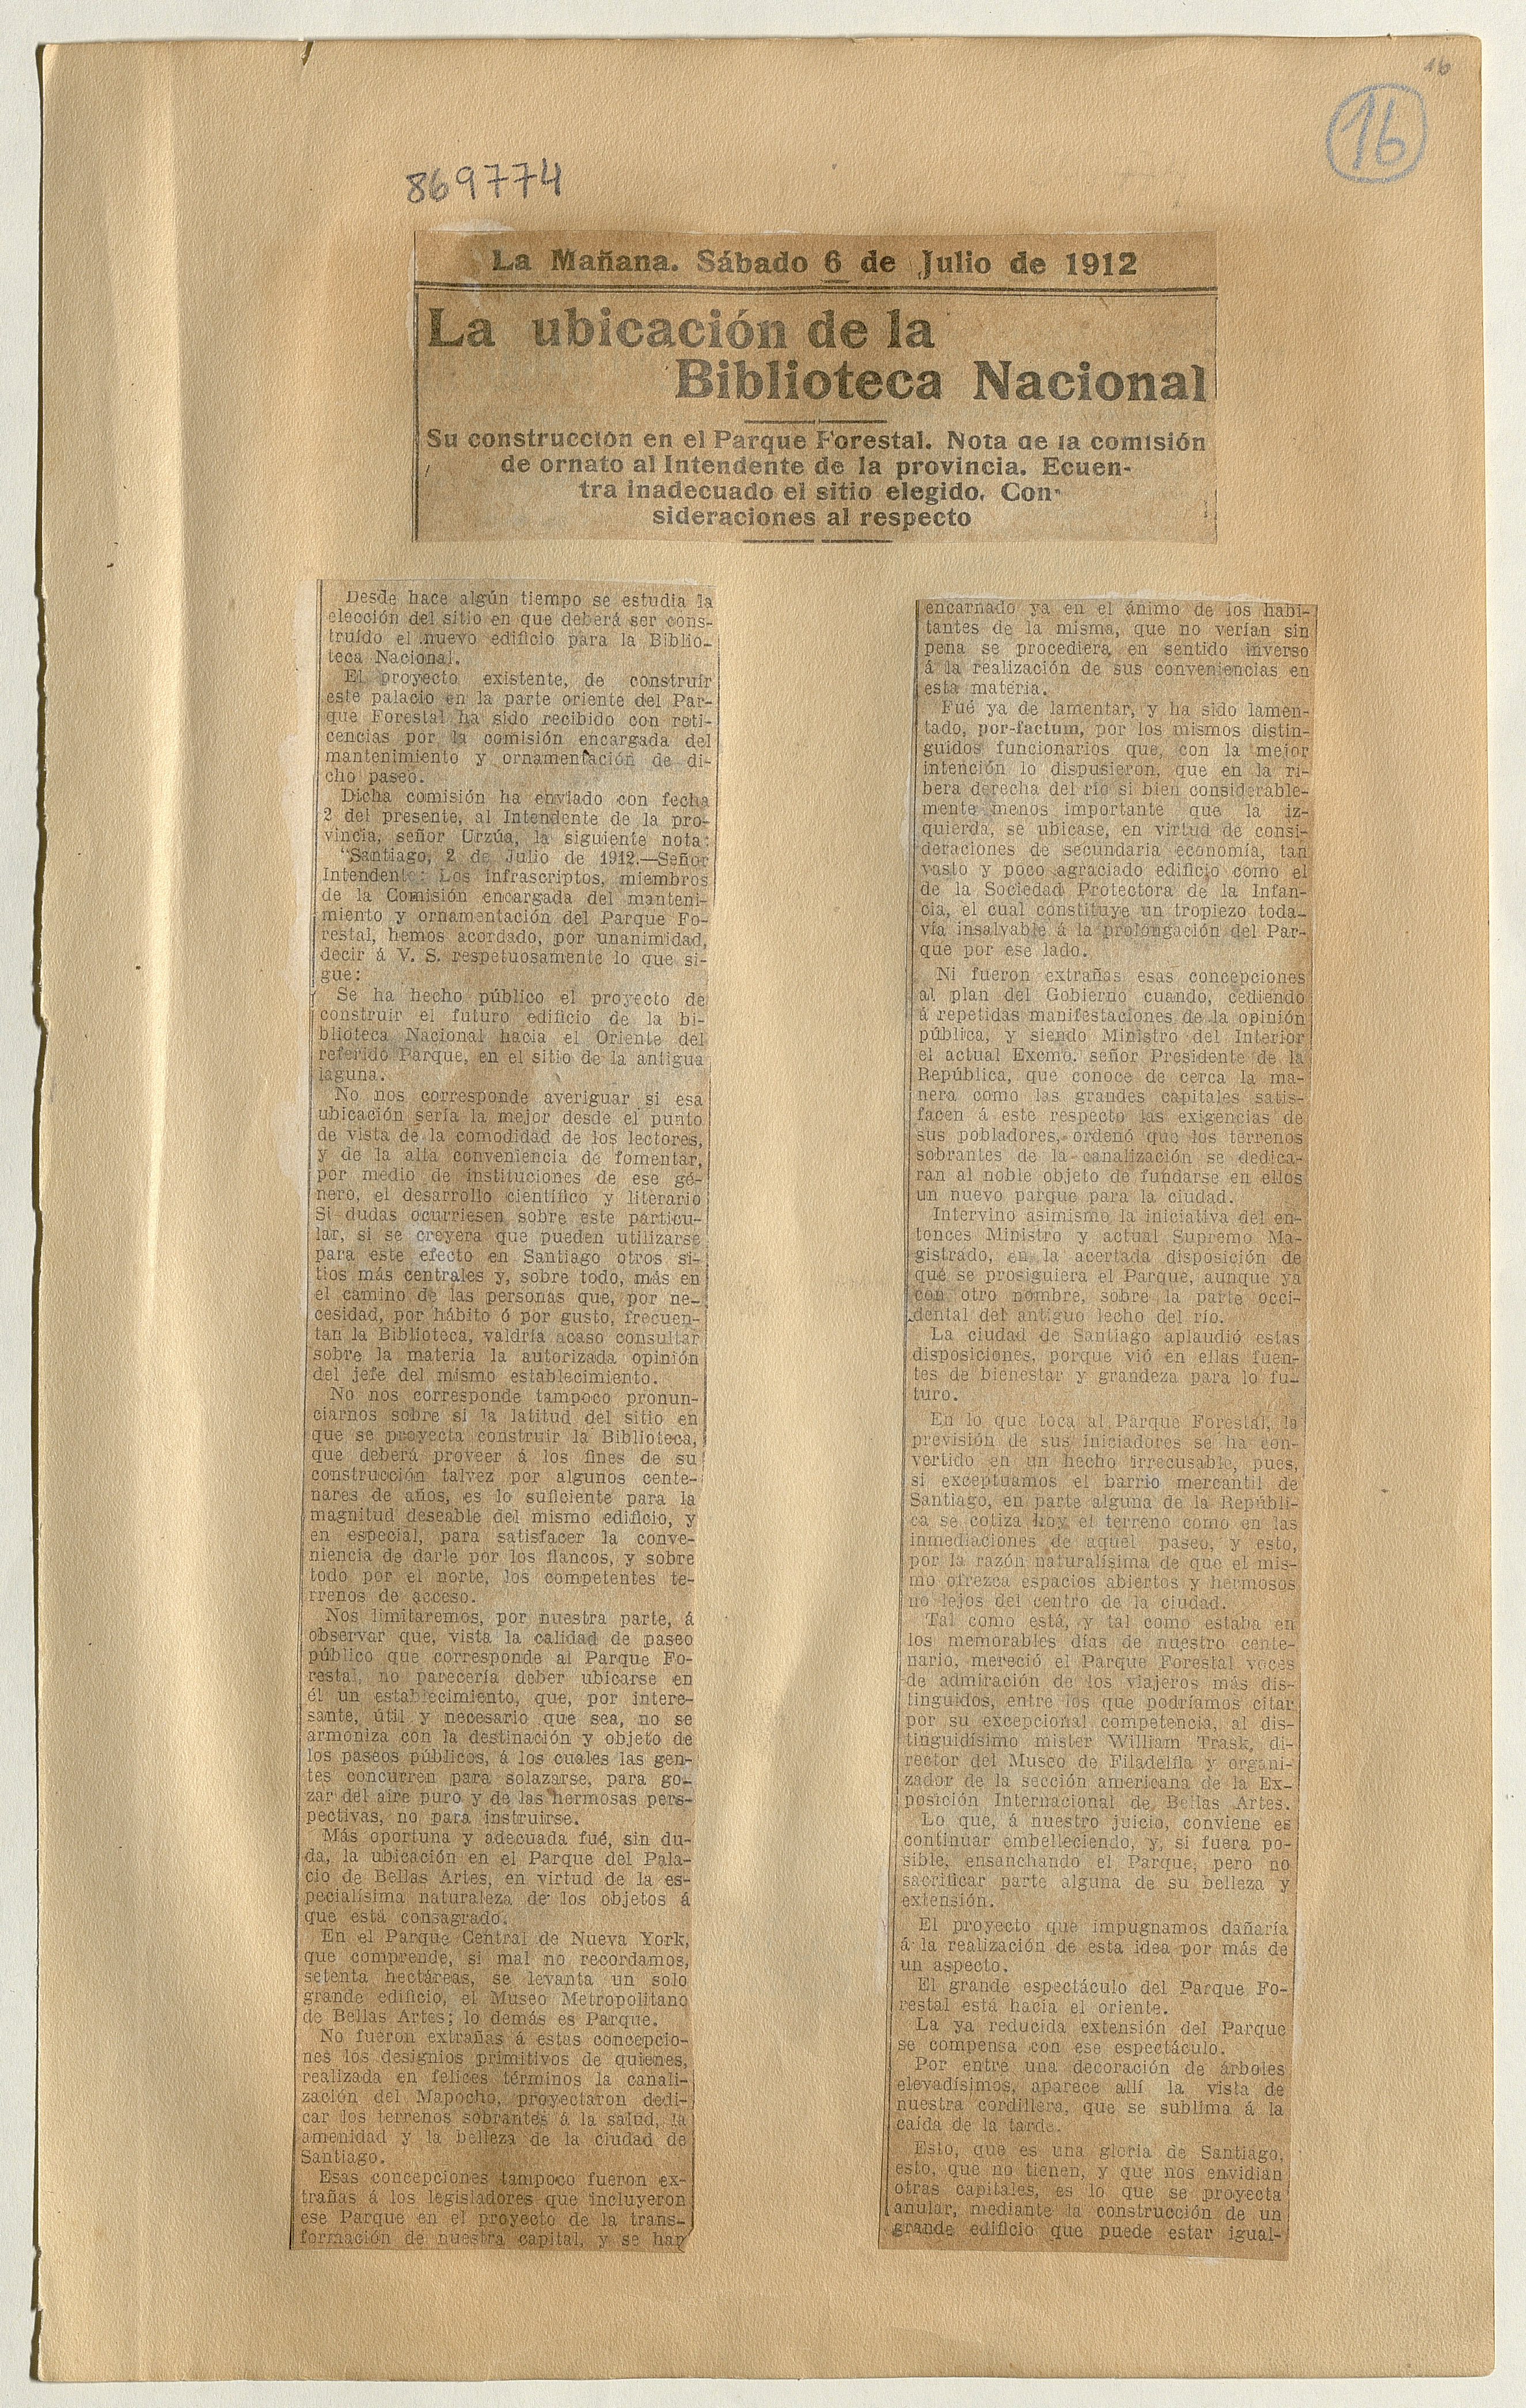 16
16
869774
La Mañana. Sábado 6 de Julio de 1912
La ubicación de la
Biblioteca Nacional
Su construcción en el Parque Forestal. Nota de la comisión
de ornato al Intendente de la provincia. Ecuen-
tra inadecuado el sitio elegido. Con-
sideraciones al respecto
Desde hace algún tiempo se estudia la
elección del sitio en que deberá ser cons-
truído el nuevo edificio para la Biblio-
teca Nacional.
El proyecto existente, de construir
este palacio en la parte oriente del Par-
que Forestal ha sido recibido con reti-
cencias por la comisión encargada del
mantenimiento y ornamentación de di-
cho paseo.
Dicha comisión ha enviado con fecha
2 del presente, al Intendente de la pro-
vincia, señor Urzúa, la siguiente nota:
"Santiago, 2 de Julio de 1912.—Señor
Intendente: Los infrascriptos, miembros
de la Comisión encargada del manteni-
miento y ornamentación del Parque Fo-
restal, hemos acordado, por unanimidad,
decir á V. S. respetuosamente lo que si-
gue:
Se ha hecho público el proyecto de
construir el futuro edificio de la bi-
blioteca Nacional hacia el Oriente del
referido Parque, en el sitio de la antigua
laguna.
No nos corresponde averiguar si esa
ubicación sería la mejor desde el punto
de vista de la comodidad de los lectores,
y de la alta conveniencia de fomentar,
por medio de instituciones de ese gé-
nero, el desarrollo científico y literario
Si dudas ocurriesen sobre este particu-
lar, si se creyera que pueden utilizarse
para este efecto en Santiago otros si-
tios más centrales y, sobre todo, más en
el camino de las personas que, por ne-
cesidad, por hábito ó por gusto, frecuen-
tan la Biblioteca, valdría acaso consultar
sobre la materia la autorizada opinión
del jefe del mismo establecimiento.
No nos corresponde tampoco pronun-
ciarnos sobre si la latitud del sitio en
que se proyecta construir la Biblioteca,
que deberá proveer á los fines de su
construcción talvez por algunos cente-
nares de años, es lo suficiente para la
magnitud deseable del mismo edificio, y
en especial, para satisfacer la conve-
niencia de darle por los flancos, y sobre
todo por el norte, los competentes te-
rrenos de acceso.
Nos limitaremos, por nuestra parte, á
observar que, vista la calidad de paseo
público que corresponde al Parque Fo-
restal, no parecería deber ubicarse en
él un establecimiento, que, por intere-
sante, útil y necesario que sea, no se
armoniza con la destinación y objeto de
los paseos públicos, á los cuales las gen-
tes concurren para solazarse, para go-
zar del aire puro y de las hermosas pers-
pectivas, no para instruirse.
Más oportuna y adecuada fué, sin du-
da, la ubicación en el Parque del Pala-
cio de Bellas Artes, en virtud de la es-
pecialísima naturaleza de los objetos á
que está consagrado.
En el Parque Central de Nueva York,
que comprende, si mal no recordamos,
setenta hectáreas, se levanta un solo
grande edificio, el Museo Metropolitano
de Bellas Artes; lo demás es Parque.
No fueron extrañas á estas concepcio-
nes los designios primitivos de quienes,
realizada en felices términos la canali-
zación del Mapocho, proyectaron dedi-
car los terrenos sobrantes á la salud, la
amenidad y la belleza de la ciudad de
Santiago.
Esas concepciones tampoco fueron ex-
trañas á los legisladores que incluyeron
ese Parque en el proyecto de la trans-
formación de nuestra capital, y se han
encarnado ya en el ánimo de los habi-
tantes de la misma, que no verían sin
pena se procediera en sentido inverso
á la realización de sus conveniencias en
esta materia.
Fué ya de lamentar, y ha sido lamen-
tado, por-factum, por los mismos distin-
guidos funcionarios que, con la mejor
intención lo dispusieron, que en la ri-
bera derecha del río si bien considerable-
mente menos importante que la iz-
quierda, se ubicase, en virtud de consi-
deraciones de secundaria economía, tan
vasto y poco agraciado edificio como el
de la Sociedad Protectora de la Infan-
cia, el cual constituye un tropiezo toda-
vía insalvable á la prolongación del Par-
que por ese lado.
Ni fueron extrañas esas concepciones
al plan del Gobierno cuando, cediendo
á repetidas manifestaciones de la opinión
pública, y siendo Ministro del Interior
el actual Excmo. señor Presidente de la
República, que conoce de cerca la ma-
nera como las grandes capitales satis-
facen á este respecto las exigencias de
sus pobladores, ordenó que los terrenos
sobrantes de la canalización se dedica-
ran al noble objeto de fundarse en ellos
un nuevo parque para la ciudad.
Intervino asimismo la iniciativa del en-
tonces Ministro y actual Supremo Ma-
gistrado, en la acertada disposición de
que se prosiguiera el Parque, aunque ya
con otro nombre, sobre la parte occi-
dental del antiguo lecho del río.
La ciudad de Santiago aplaudió estas
disposiciones, porque vió en ellas fuen-
tes de bienestar y grandeza para lo fu-
turo.
En lo que toca al Parque Forestal, la
previsión de sus iniciadores se ha con-
vertido en un hecho irrecusable, pues,
si exceptuamos el barrio mercantil de
Santiago, en parte alguna de la Repúbli-
ca se cotiza hoy el terreno como en las
inmediaciones de aquel paseo, y esto,
por la razón naturalísima de que el mis-
mo ofrezca espacios abiertos y hermosos
no lejos del centro de la ciudad.
Tal como está, y tal como estaba en
los memorables días de nuestro cente-
nario, mereció el Parque Forestal voces
de admiración de los viajeros más dis-
tinguidos, entre los que podríamos citar
por su excepcional competencia, al dis-
tinguidísimo mister William Trask, di-
rector del Museo de Filadelfia y organi-
zador de la sección americana de la Ex-
posición Internacional de Bellas Artes.
Lo que, á nuestro juicio, conviene es
continuar embelleciendo, y, si fuera po-
sible, ensanchando el Parque, pero no
sacrificar parte alguna de su belleza y
extensión.
El proyecto que impugnamos dañaría
á la realización de esta idea por más de
un aspecto.
El grande espectáculo del Parque Fo-
restal está hacia el oriente.
La ya reducida extensión del Parque
se compensa con ese espectáculo.
Por entre una decoración de árboles
elevadísimos, aparece allí la vista de
nuestra cordillera, que se sublima á la
caída de la tarde.
Esto, que es una gloria de Santiago,
esto, que no tienen, y que nos envidian
otras capitales, es lo que se proyecta
anular, mediante la construcción de un
grande edificio que puede estar igual-